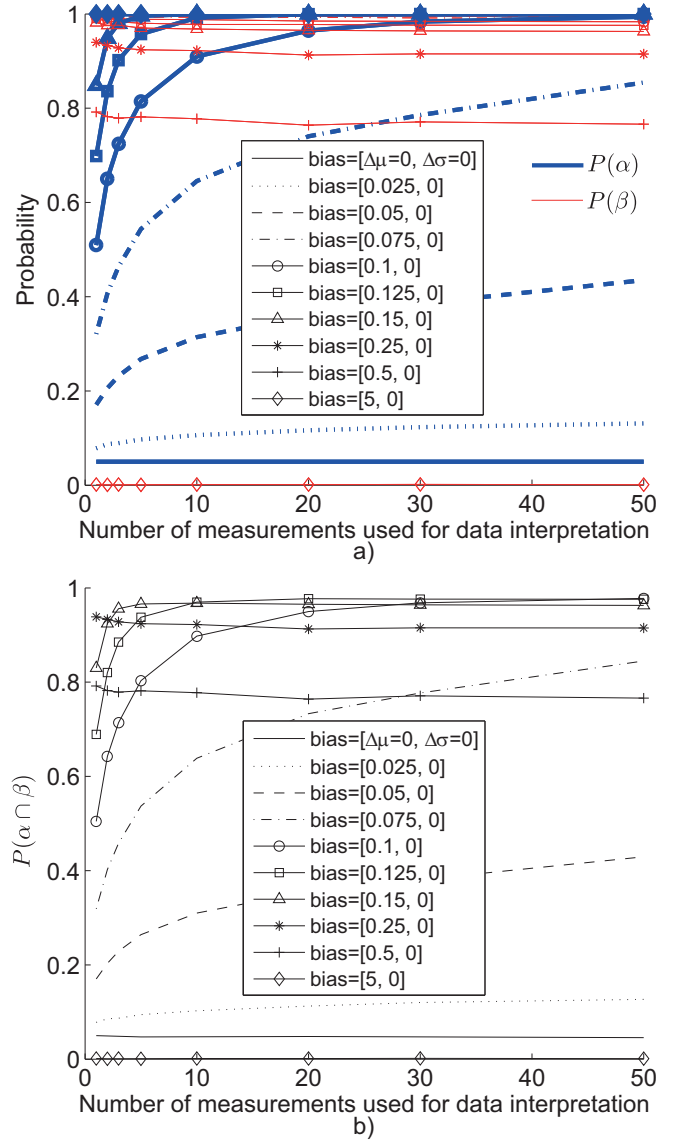 1
0.8
0.6
0.4
0.2
0
Probability
bias=[Δμ=0, Δσ=0]
bias=[0.025, 0]
bias=[0.05, 0]
bias=[0.075, 0]
bias=[0.1, 0]
bias=[0.125, 0]
bias=[0.15, 0]
bias=[0.25, 0]
bias=[0.5, 0]
bias=[5, 0]
P(α)
P(β)
0 10 20 30 40 50
Number of measurements used for data interpretation
a)
1
0.8
0.6
0.4
0.2
0
P(α ∩ β)
bias=[Δμ=0, Δσ=0]
bias=[0.025, 0]
bias=[0.05, 0]
bias=[0.075, 0]
bias=[0.1, 0]
bias=[0.125, 0]
bias=[0.15, 0]
bias=[0.25, 0]
bias=[0.5, 0]
bias=[5, 0]
0 10 20 30 40 50
Number of measurements used for data interpretation
b)